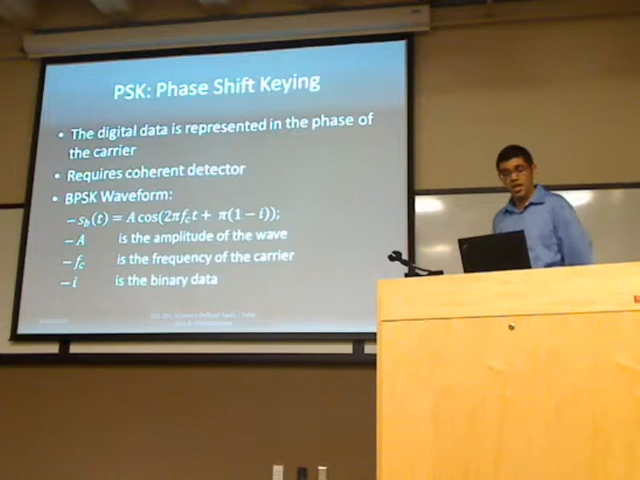 PSK: Phase Shift Keying
• The digital data is represented in the phase of
the carrier
• Requires coherent detector
• BPSK Waveform:
– s_b(t) = A cos(2πf_ct + π(1 − i));
– A is the amplitude of the wave
– f_c is the frequency of the carrier
– i is the binary data